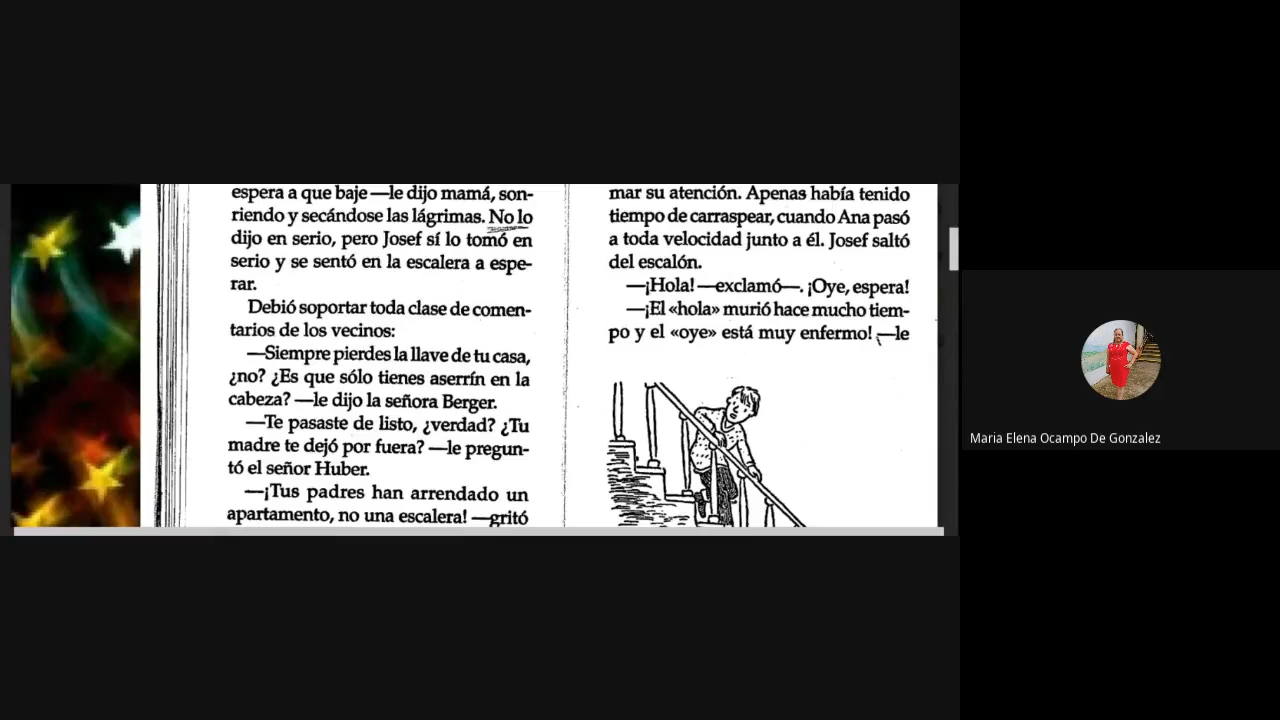 espera a que baje —le dijo mamá, son-
riendo y secándose las lágrimas. No lo
dijo en serio, pero Josef sí lo tomó en
serio y se sentó en la escalera a espe-
rar.
Debió soportar toda clase de comen-
tarios de los vecinos:
—Siempre pierdes la llave de tu casa,
¿no? ¿Es que sólo tienes aserrín en la
cabeza? —le dijo la señora Berger.
—Te pasaste de listo, ¿verdad? ¿Tu
madre te dejó por fuera? —le pregun-
tó el señor Huber.
—¡Tus padres han arrendado un
apartamento, no una escalera! —gritó
mar su atención. Apenas había tenido
tiempo de carraspear, cuando Ana pasó
a toda velocidad junto a él. Josef saltó
del escalón.
—¡Hola! —exclamó—. ¡Oye, espera!
—¡El «hola» murió hace mucho tiem-
po y el «oye» está muy enfermo! —le
Maria Elena Ocampo De Gonzalez